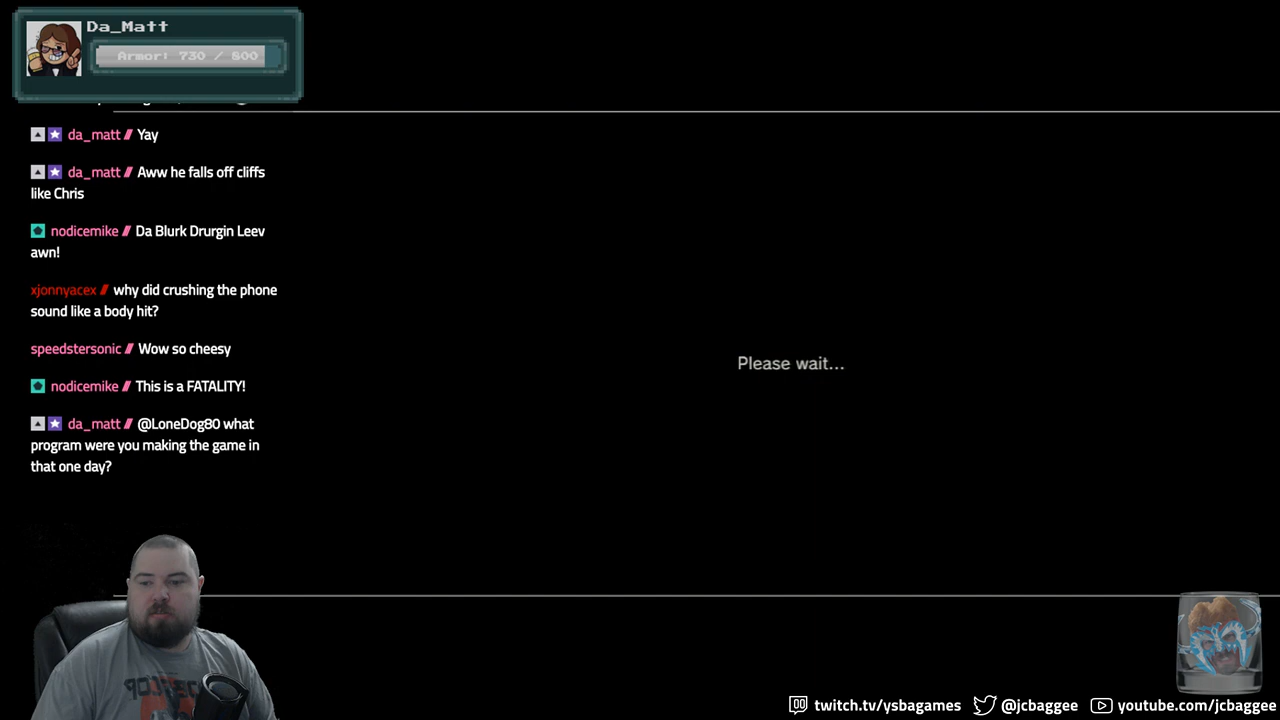 Da_Matt
Armor: 730 / 800
da_matt // Yay
da_matt // Aww he falls off cliffs
like Chris
nodicemike // Da Blurk Drurgin Leev
awn!
xjonnyacex // why did crushing the phone
sound like a body hit?
speedstersonic // Wow so cheesy
nodicemike // This is a FATALITY!
da_matt // @LoneDog80 what
program were you making the game in
that one day?
Please wait...
twitch.tv/ysbagames @jcbaggee youtube.com/jcbaggee